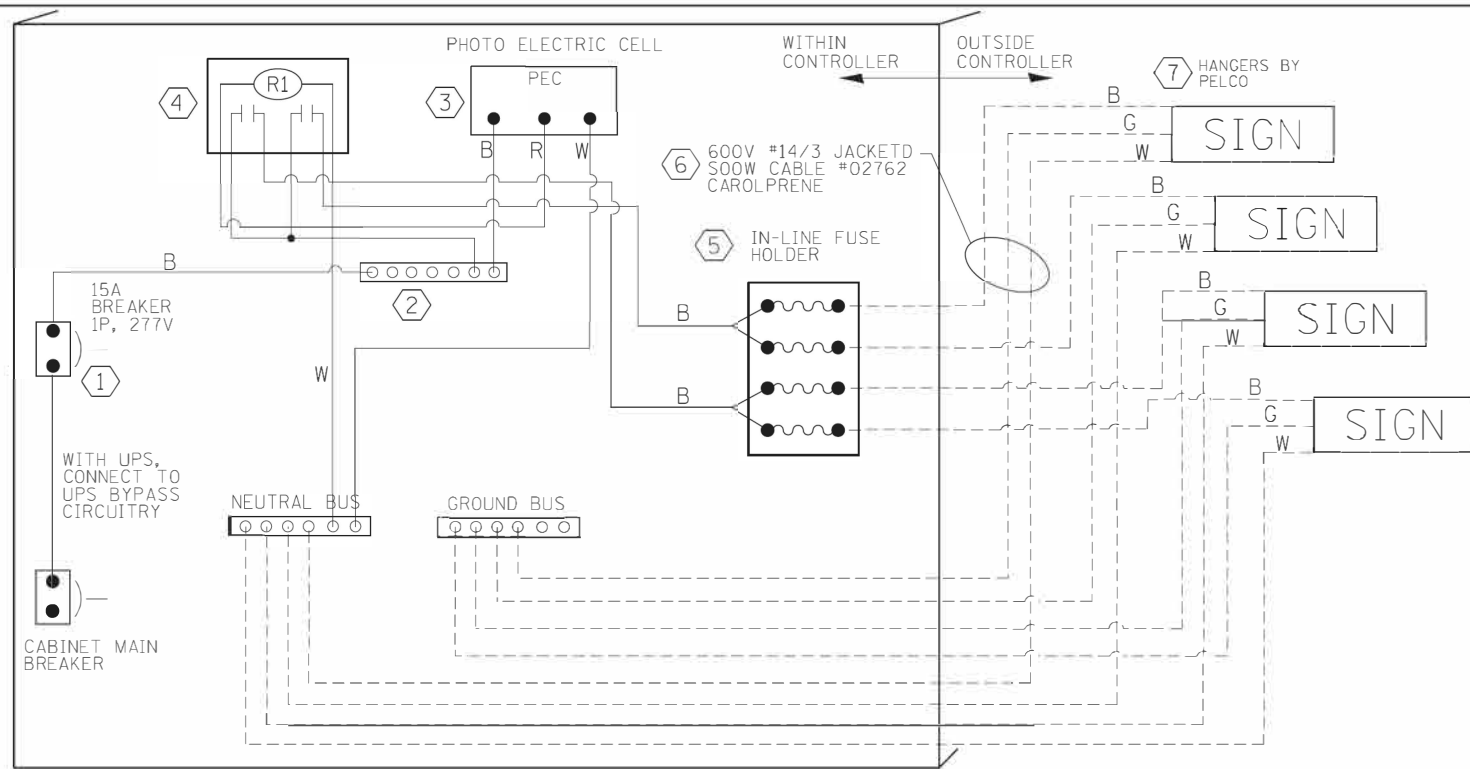 PHOTO ELECTRIC CELL
WITHIN
CONTROLLER
OUTSIDE
CONTROLLER
7
HANGERS BY
PELCO
4
R1
3
PEC
B
R
W
B
G
W
SIGN
6
600V #14/3 JACKETD
SOOW CABLE #02762
CAROLPRENE
B
G
W
SIGN
5
IN-LINE FUSE
HOLDER
B
2
15A
BREAKER
1P, 277V
1
B
W
B
B
G
W
SIGN
B
G
W
SIGN
WITH UPS,
CONNECT TO
UPS BYPASS
CIRCUITRY
NEUTRAL BUS
GROUND BUS
CABINET MAIN
BREAKER